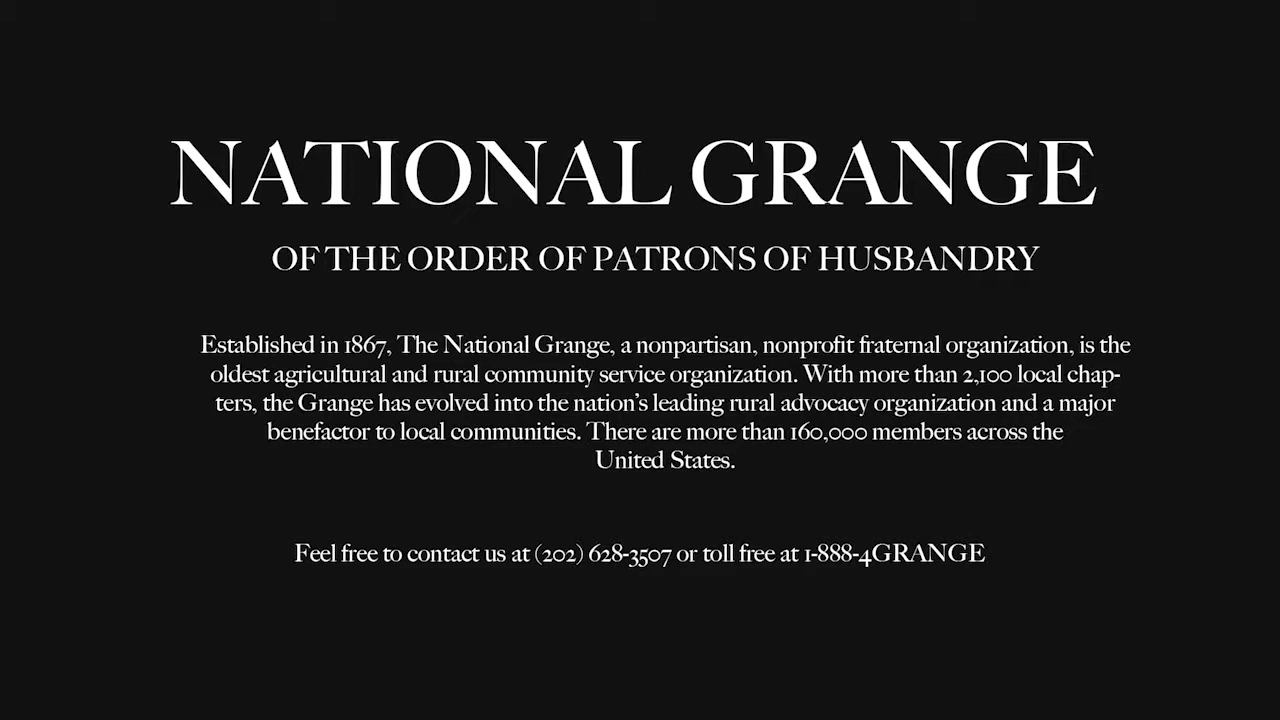 NATIONAL GRANGE
OF THE ORDER OF PATRONS OF HUSBANDRY
Established in 1867, The National Grange, a nonpartisan, nonprofit fraternal organization, is the
oldest agricultural and rural community service organization. With more than 2,100 local chap-
ters, the Grange has evolved into the nation's leading rural advocacy organization and a major
benefactor to local communities. There are more than 160,000 members across the
United States.
Feel free to contact us at (202) 628-3507 or toll free at 1-888-4GRANGE